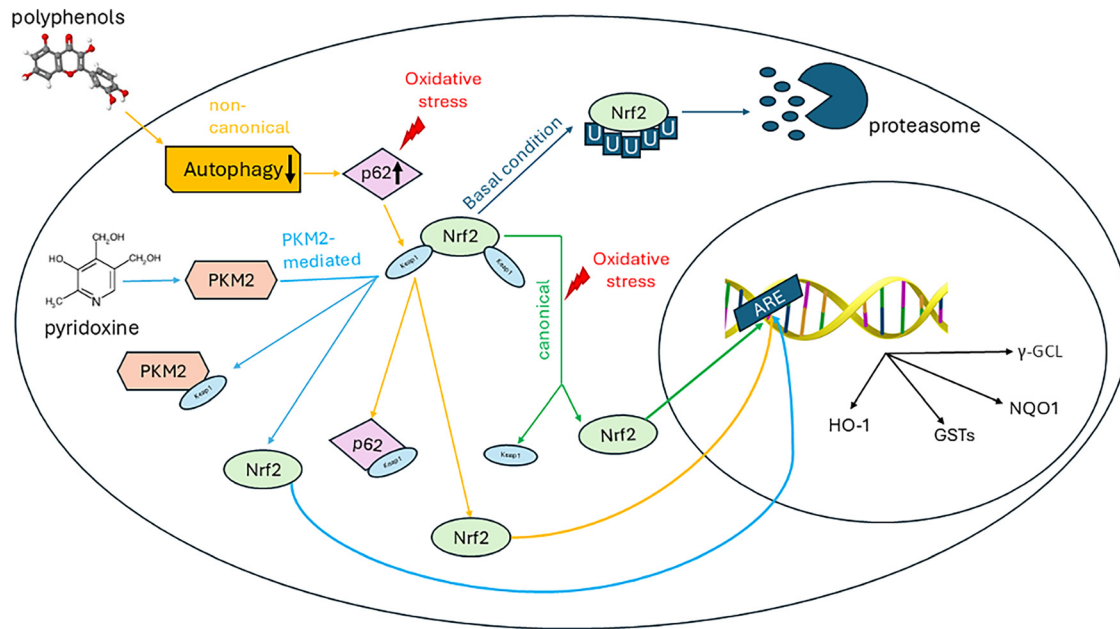 polyphenols
non-
canonical
Oxidative
stress
Autophagy
p62
Basal condition
Nrf2
U U U U U
proteasome
CH₂OH
HO
CH₂OH
H₃C
N
pyridoxine
PKM2
PKM2-
mediated
Nrf2
Keap1
Keap1
Oxidative
stress
canonical
ARE
γ-GCL
NQO1
GSTs
HO-1
PKM2
Keap1
Nrf2
p62
Keap1
Keap1
Nrf2
Nrf2